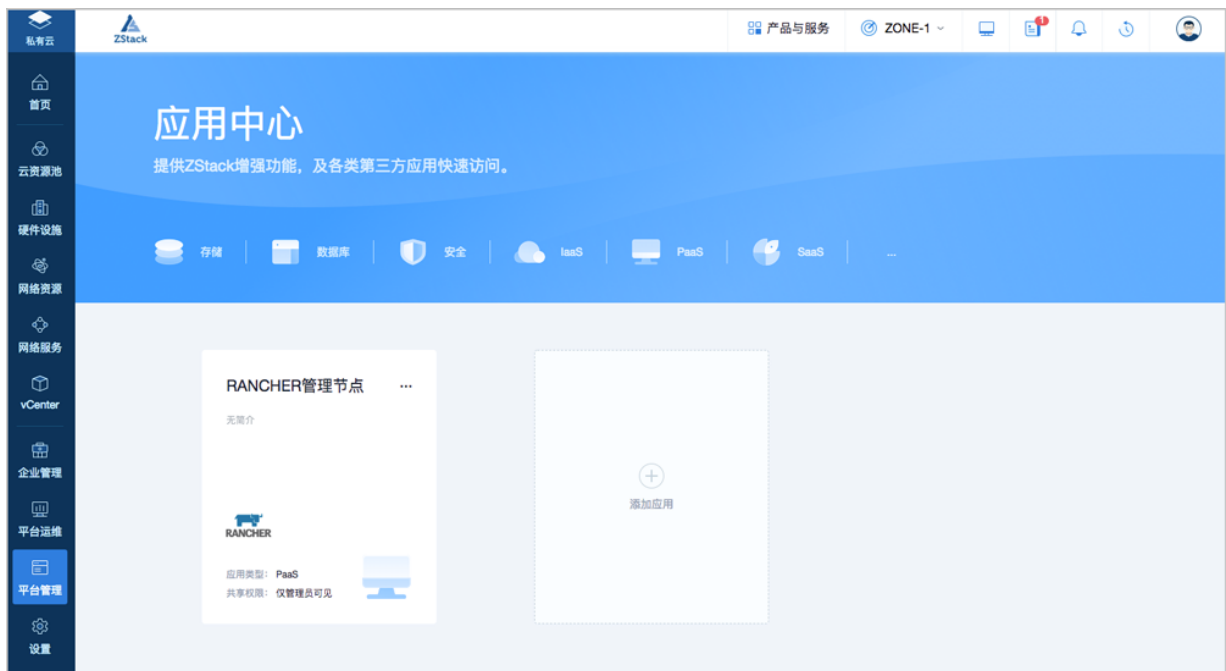 私有云
ZStack
产品与服务
ZONE-1
1
首页
云资源池
硬件设施
网络资源
网络服务
vCenter
企业管理
平台运维
平台管理
设置
应用中心
提供ZStack增强功能，及各类第三方应用快速访问。
存储
数据库
安全
IaaS
PaaS
SaaS
...
RANCHER管理节点
...
无简介
RANCHER
应用类型： PaaS
共享权限： 仅管理员可见
添加应用